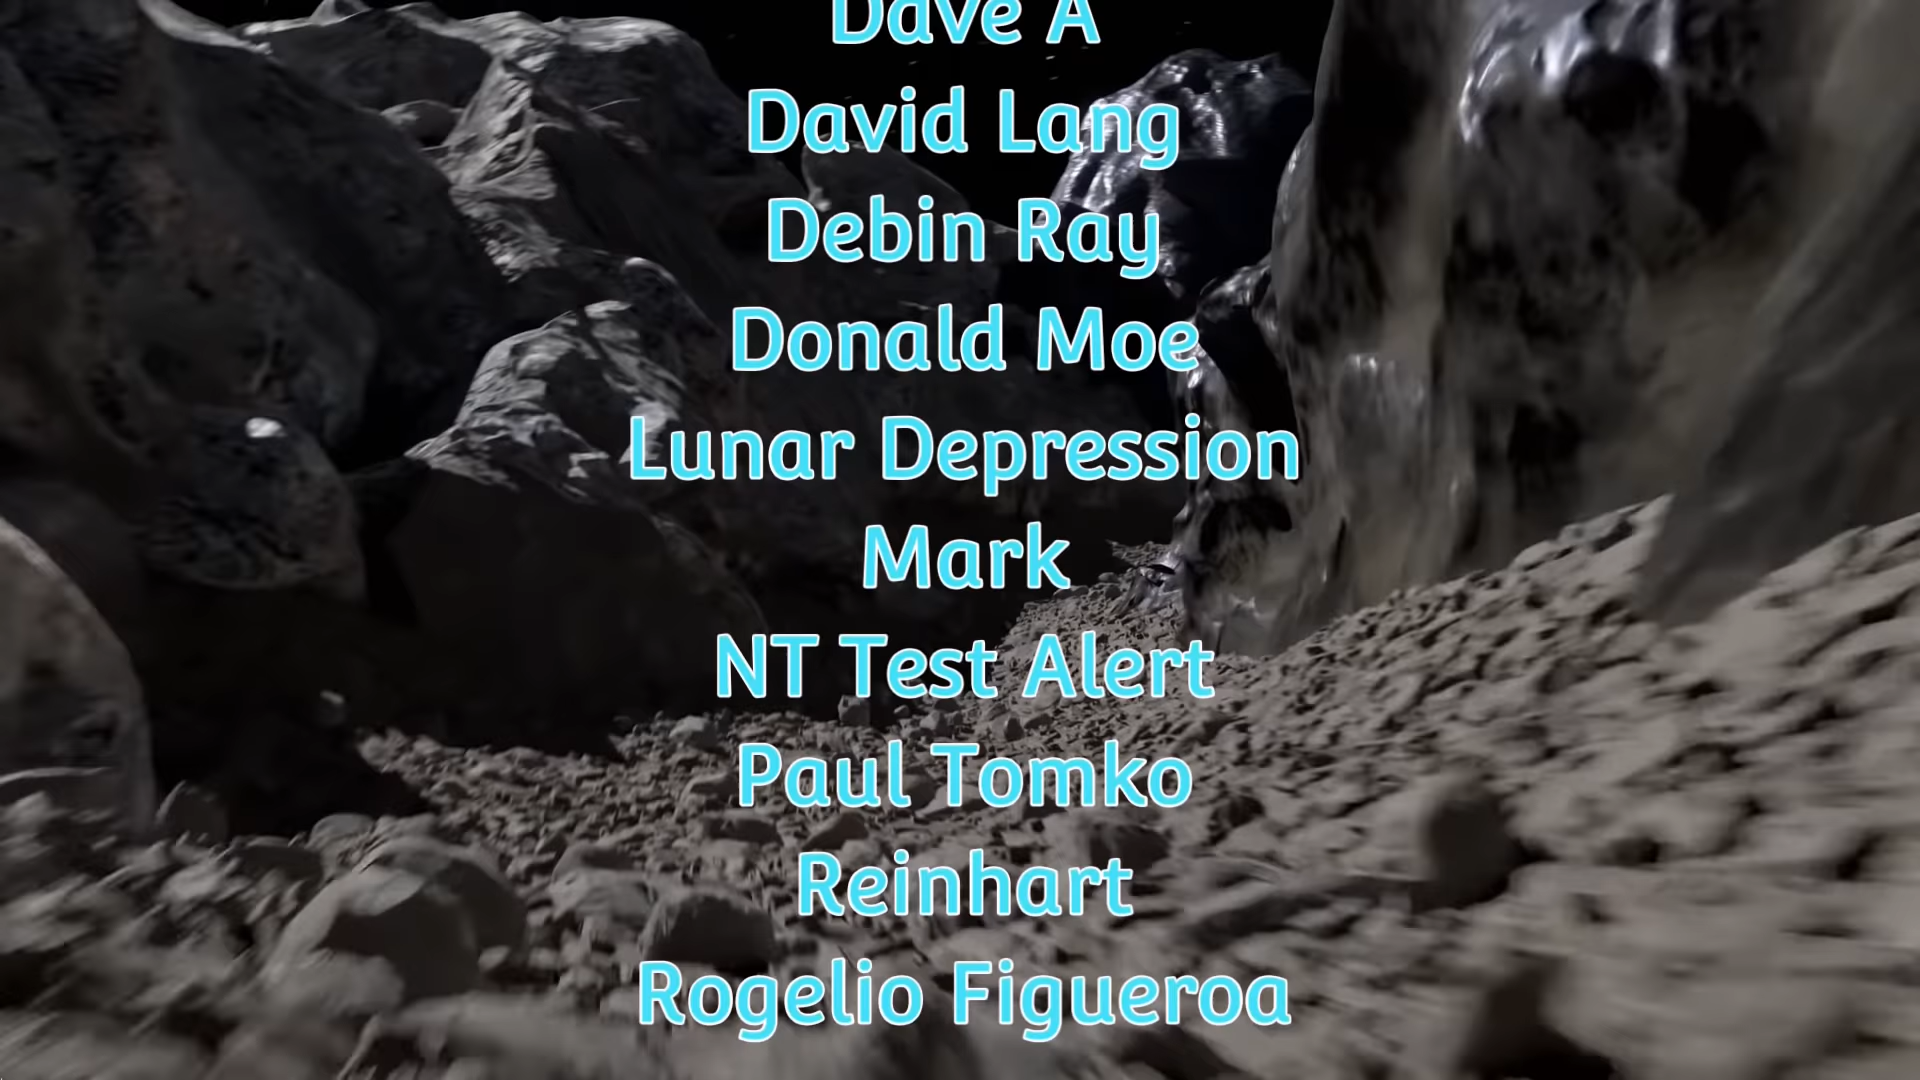 Dave A
David Lang
Debin Ray
Donald Moe
Lunar Depression
Mark
NT Test Alert
Paul Tomko
Reinhart
Rogelio Figueroa